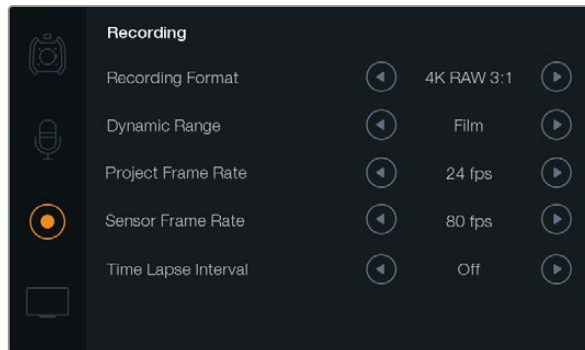 Recording
Recording Format 4K RAW 3:1
Dynamic Range Film
Project Frame Rate 24 fps
Sensor Frame Rate 80 fps
Time Lapse Interval Off